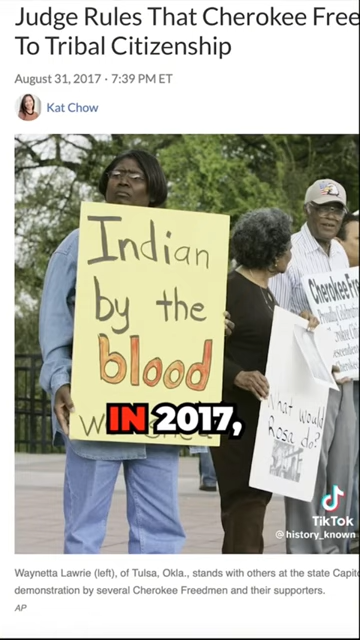 Judge Rules That Cherokee Free
To Tribal Citizenship
August 31, 2017 · 7:39 PM ET
Kat Chow
Indian
by the
blood
IN 2017,
Cherokee Fre
What would
Rosa do?
TikTok
@history_known
Waynetta Lawrie (left), of Tulsa, Okla., stands with others at the state Capito
demonstration by several Cherokee Freedmen and their supporters.
AP